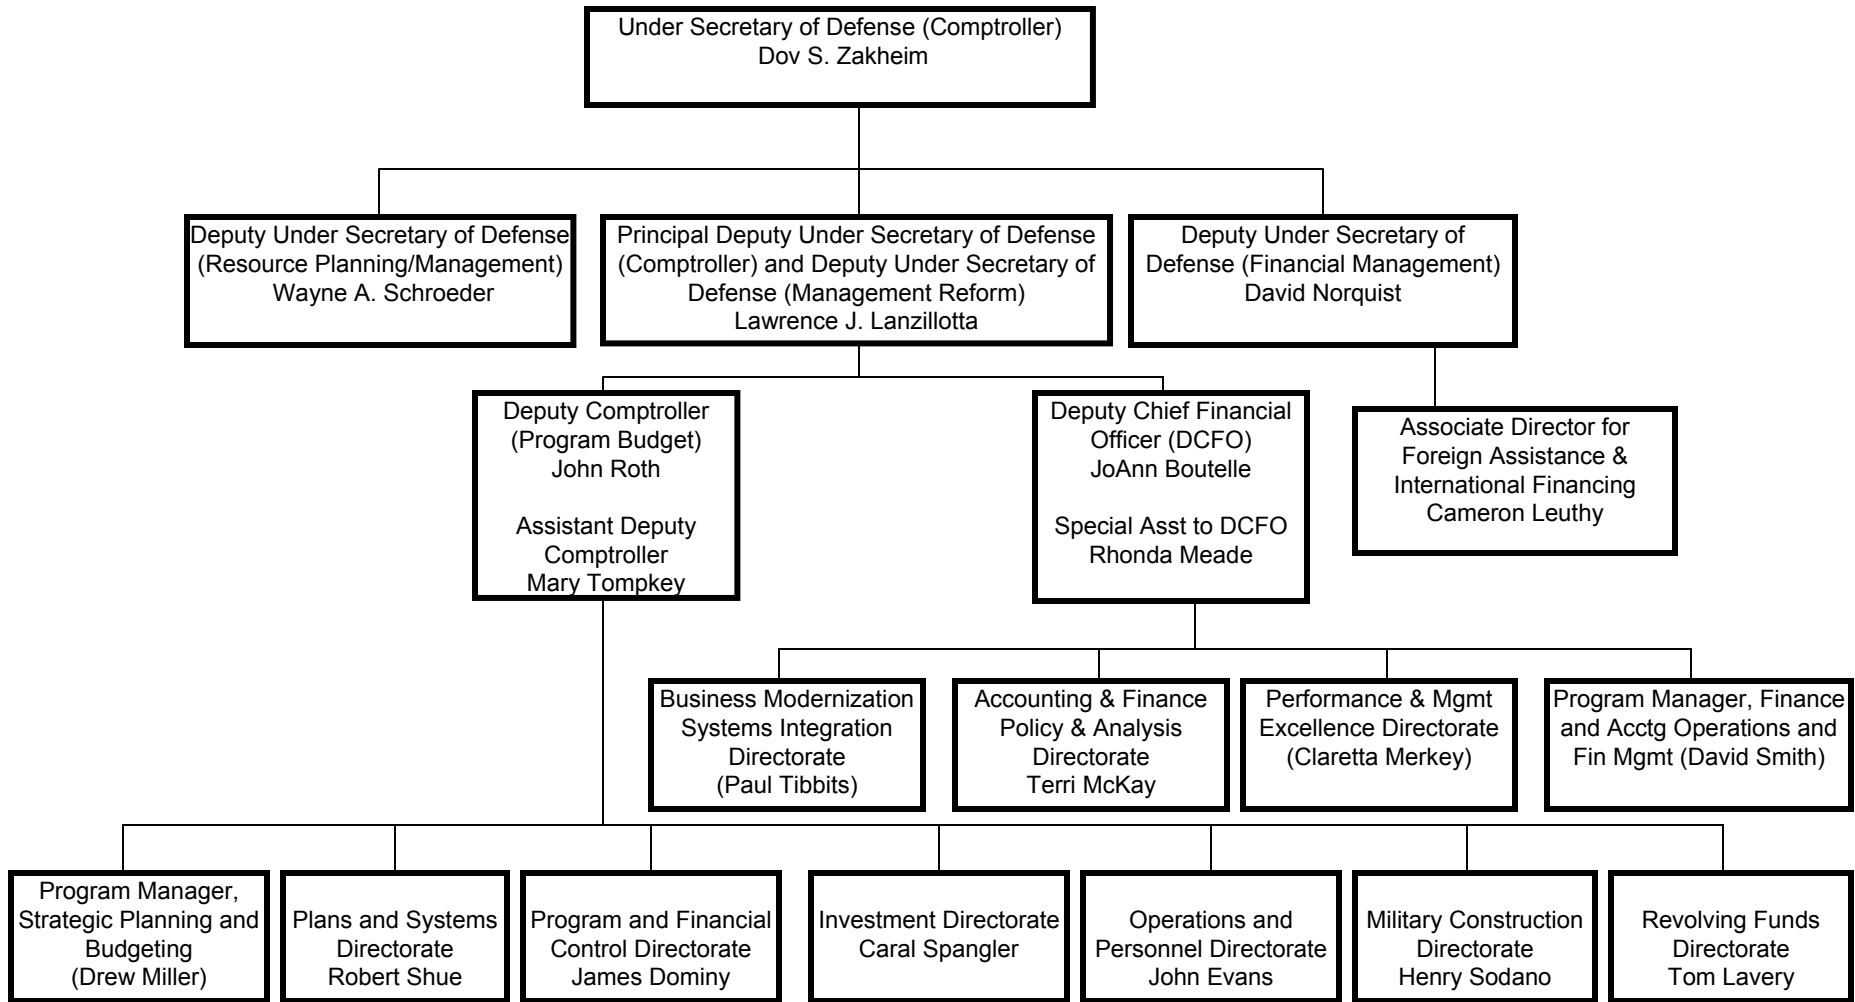 Under Secretary of Defense (Comptroller)
Dov S. Zakheim
Deputy Under Secretary of Defense
(Resource Planning/Management)
Wayne A. Schroeder
Principal Deputy Under Secretary of Defense
(Comptroller) and Deputy Under Secretary of
Defense (Management Reform)
Lawrence J. Lanzillotta
Deputy Under Secretary of
Defense (Financial Management)
David Norquist
Deputy Comptroller
(Program Budget)
John Roth
Assistant Deputy
Comptroller
Mary Tompkey
Deputy Chief Financial
Officer (DCFO)
JoAnn Boutelle
Special Asst to DCFO
Rhonda Meade
Associate Director for
Foreign Assistance &
International Financing
Cameron Leuthy
Business Modernization
Systems Integration
Directorate
(Paul Tibbits)
Accounting & Finance
Policy & Analysis
Directorate
Terri McKay
Performance & Mgmt
Excellence Directorate
(Claretta Merkey)
Program Manager, Finance
and Acctg Operations and
Fin Mgmt (David Smith)
Program Manager,
Strategic Planning and
Budgeting
(Drew Miller)
Plans and Systems
Directorate
Robert Shue
Program and Financial
Control Directorate
James Dominy
Investment Directorate
Caral Spangler
Operations and
Personnel Directorate
John Evans
Military Construction
Directorate
Henry Sodano
Revolving Funds
Directorate
Tom Lavery